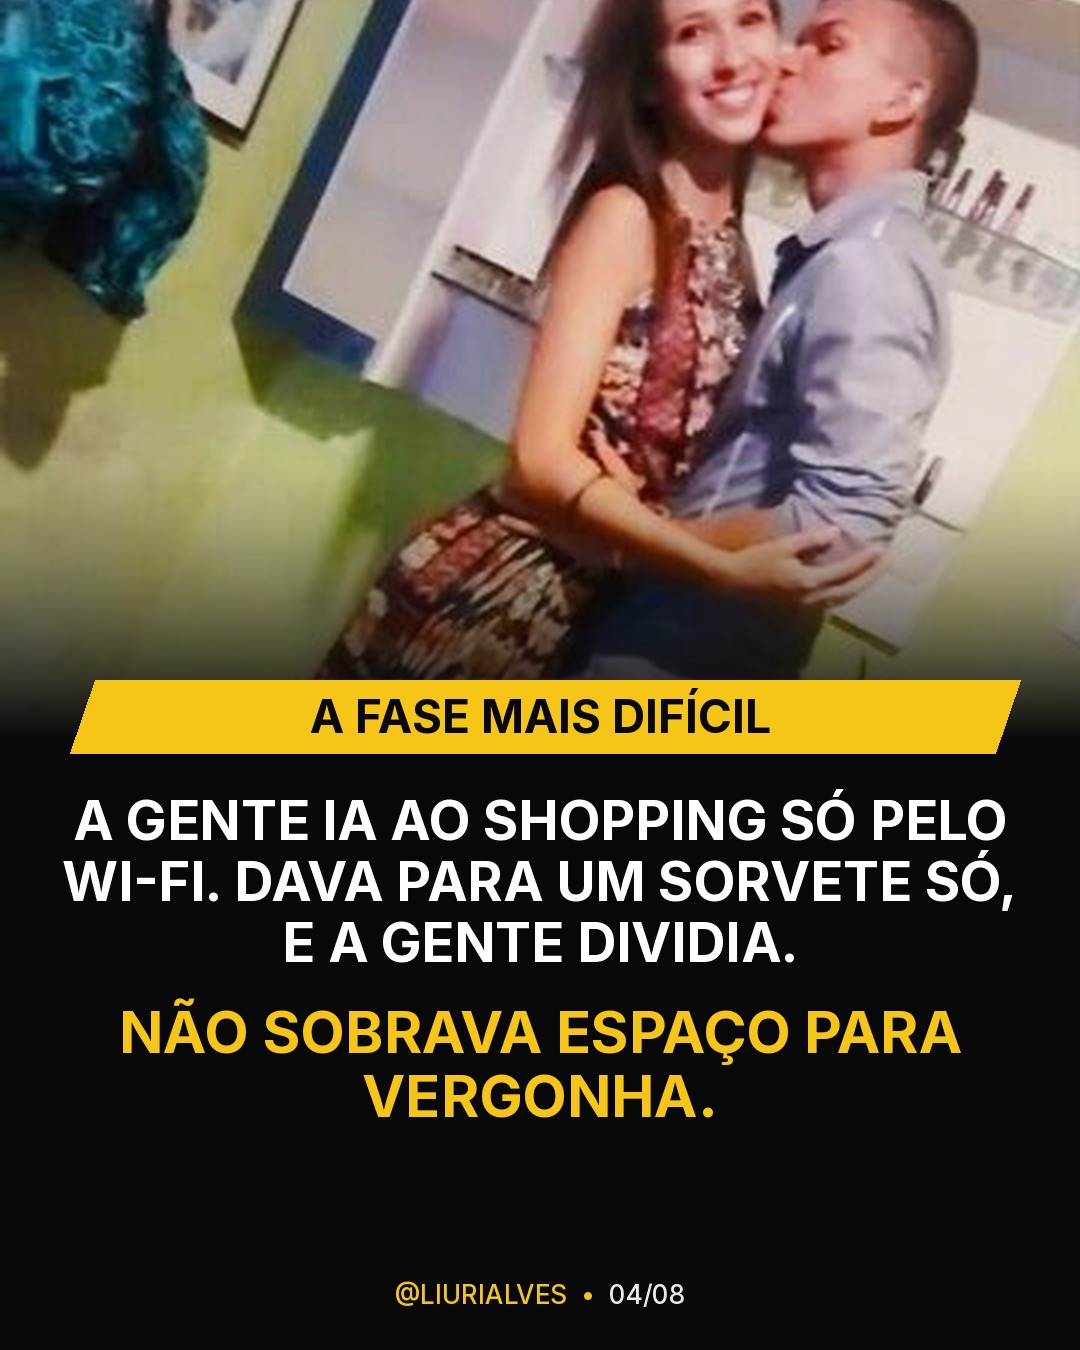 A FASE MAIS DIFÍCIL
A GENTE IA AO SHOPPING SÓ PELO
WI-FI. DAVA PARA UM SORVETE SÓ,
E A GENTE DIVIDIA.
NÃO SOBRAVA ESPAÇO PARA
VERGONHA.
@LIURIALVES • 04/08